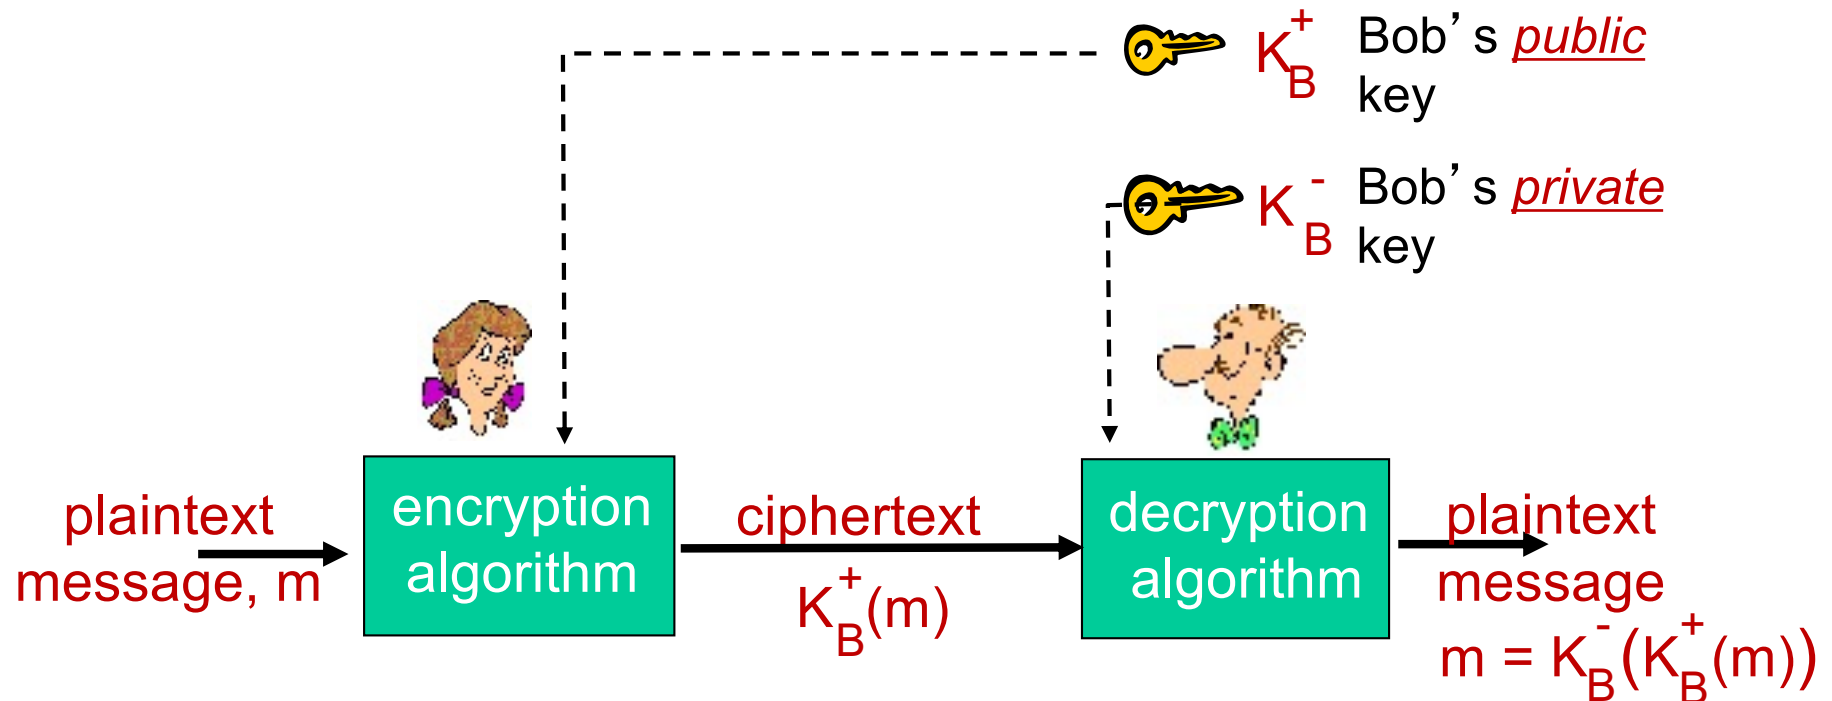 K_B^+ Bob's public
key
K_B^- Bob's private
key
plaintext
message, m
encryption
algorithm
ciphertext
K_B^+(m)
decryption
algorithm
plaintext
message
m = K_B^-(K_B^+(m))